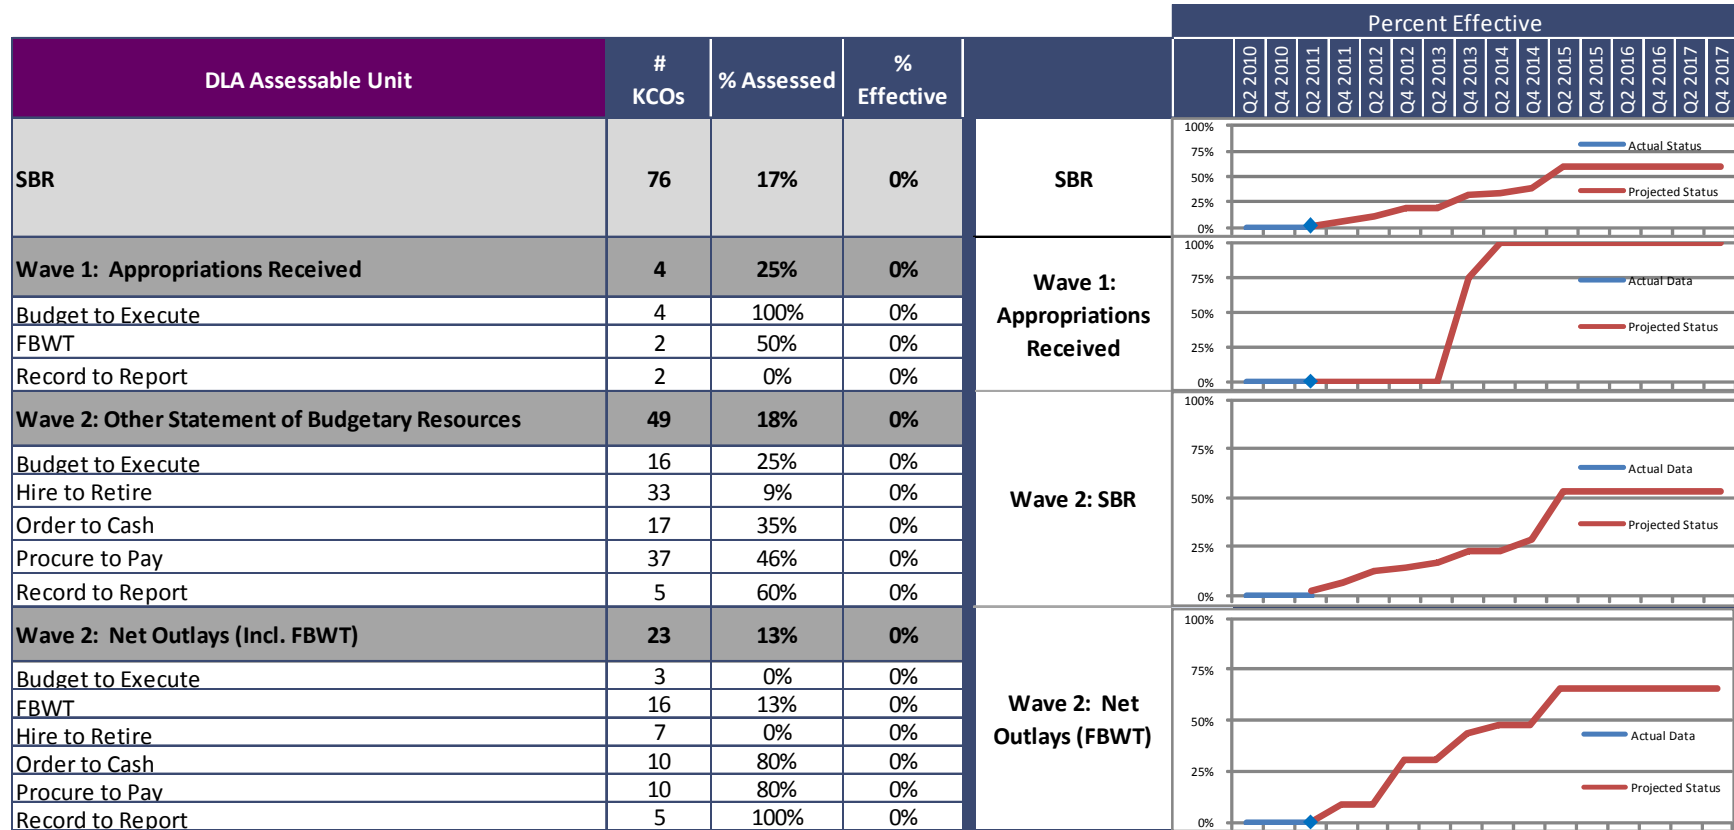 Percent Effective
DLA Assessable Unit # KCOs % Assessed % Effective
Q2 2010 Q4 2010 Q2 2011 Q4 2011 Q2 2012 Q4 2012 Q2 2013 Q4 2013 Q2 2014 Q4 2014 Q2 2015 Q4 2015 Q2 2016 Q4 2016 Q2 2017 Q4 2017
SBR 76 17% 0%
SBR
100%
75%
50%
25%
0%
Actual Status
Projected Status
Wave 1: Appropriations Received 4 25% 0%
Budget to Execute 4 100% 0%
FBWT 2 50% 0%
Record to Report 2 0% 0%
Wave 1:
Appropriations
Received
100%
75%
50%
25%
0%
Actual Data
Projected Status
Wave 2: Other Statement of Budgetary Resources 49 18% 0%
Budget to Execute 16 25% 0%
Hire to Retire 33 9% 0%
Order to Cash 17 35% 0%
Procure to Pay 37 46% 0%
Record to Report 5 60% 0%
Wave 2: SBR
100%
75%
50%
25%
0%
Actual Data
Projected Status
Wave 2: Net Outlays (Incl. FBWT) 23 13% 0%
Budget to Execute 3 0% 0%
FBWT 16 13% 0%
Hire to Retire 7 0% 0%
Order to Cash 10 80% 0%
Procure to Pay 10 80% 0%
Record to Report 5 100% 0%
Wave 2: Net
Outlays (FBWT)
100%
75%
50%
25%
0%
Actual Data
Projected Status